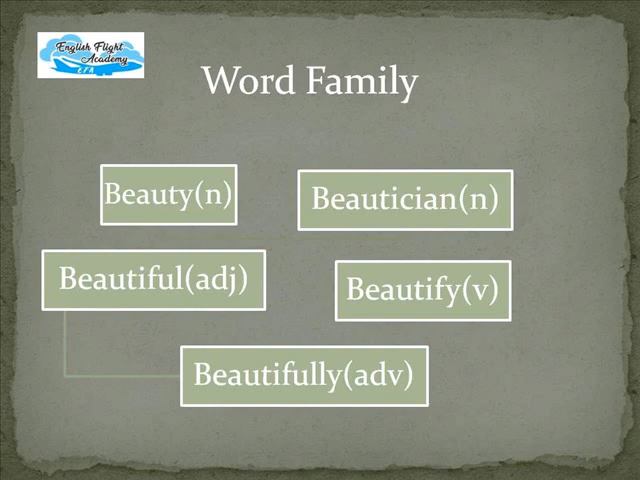 English Flight
Academy
EFA
Word Family
Beauty(n)
Beautician(n)
Beautiful(adj)
Beautify(v)
Beautifully(adv)